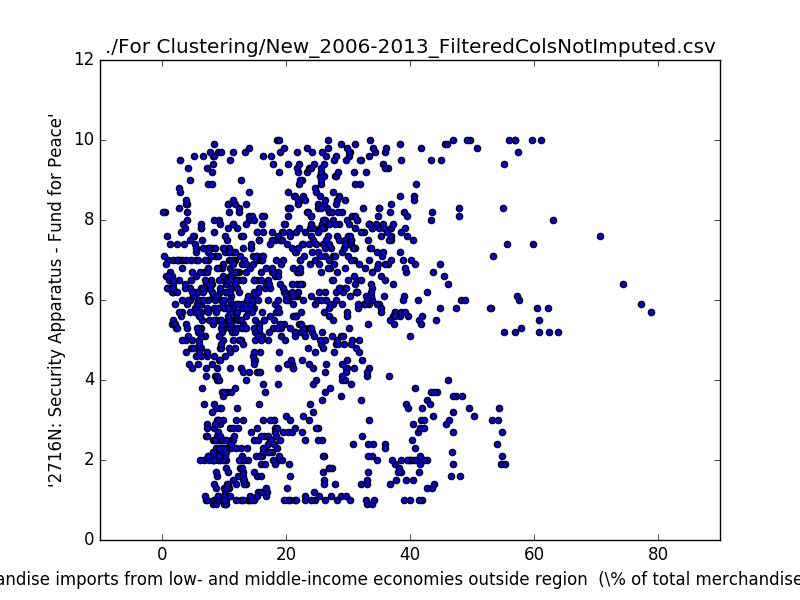 ./For Clustering/New_2006-2013_FilteredColsNotImputed.csv
'2716N: Security Apparatus - Fund for Peace'
12
10
8
6
4
2
0
0 20 40 60 80
andise imports from low- and middle-income economies outside region (\% of total merchandise